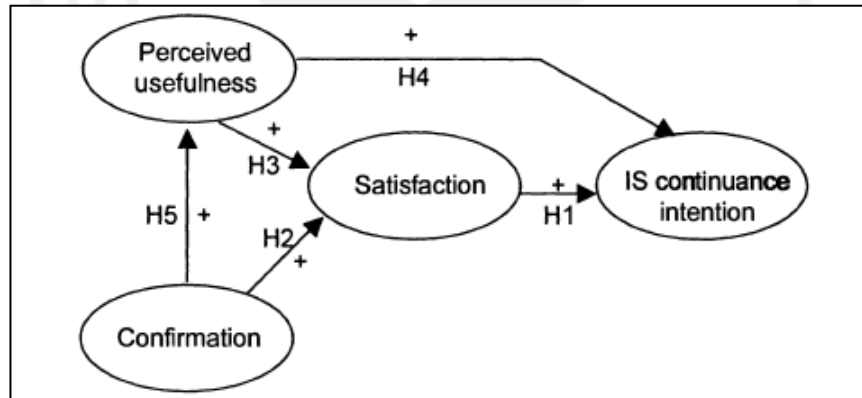 Perceived
usefulness
+
H4
+
H3
Satisfaction
+
H1
IS continuance
intention
H5
+
H2
+
Confirmation